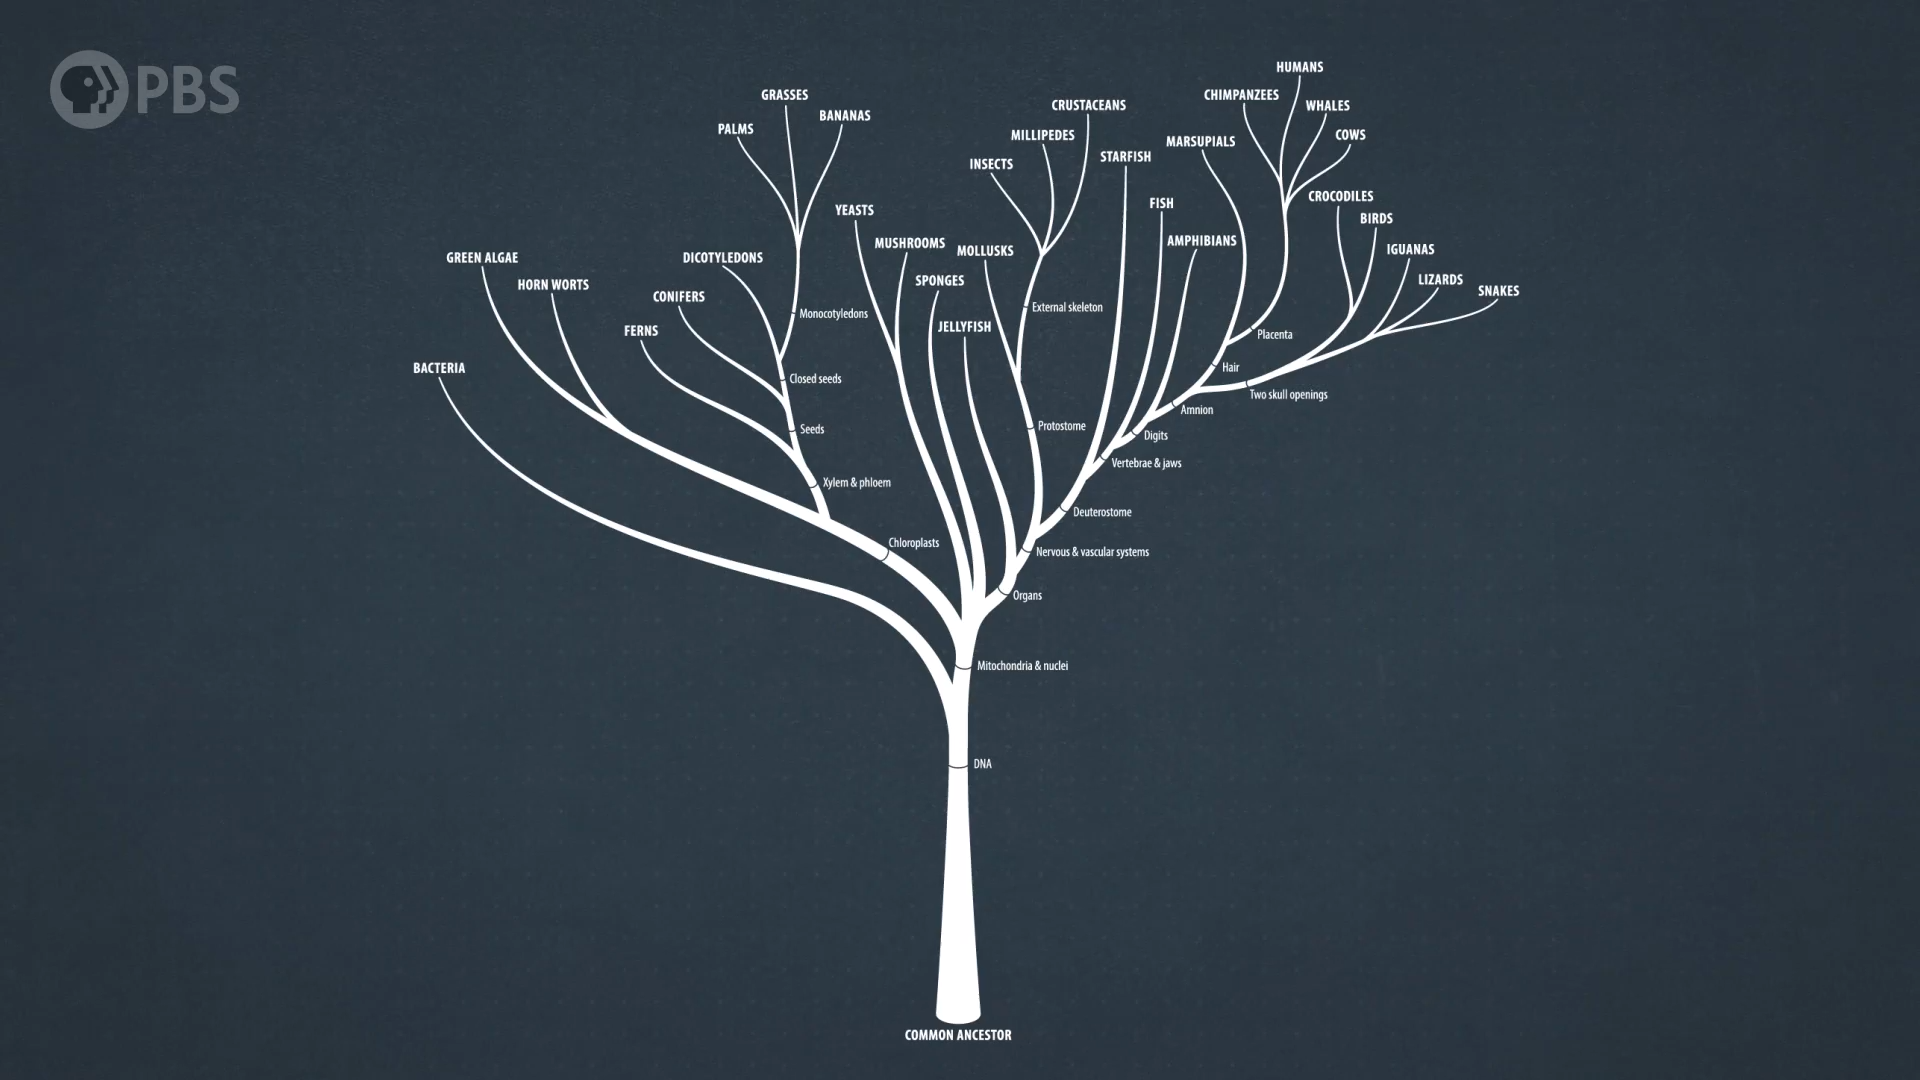 PBS
HUMANS
GRASSES
CHIMPANZEES
CRUSTACEANS
WHALES
BANANAS
PALMS
MILLIPEDES
COWS
MARSUPIALS
STARFISH
INSECTS
CROCODILES
FISH
YEASTS
BIRDS
AMPHIBIANS
MUSHROOMS
IGUANAS
MOLLUSKS
GREEN ALGAE
DICOTYLEDONS
LIZARDS
SPONGES
HORN WORTS
SNAKES
CONIFERS
External skeleton
Monocotyledons
JELLYFISH
FERNS
Placenta
BACTERIA
Hair
Closed seeds
Two skull openings
Amnion
Protostome
Seeds
Digits
Vertebrae & jaws
Xylem & phloem
Deuterostome
Chloroplasts
Nervous & vascular systems
Organs
Mitochondria & nuclei
DNA
COMMON ANCESTOR